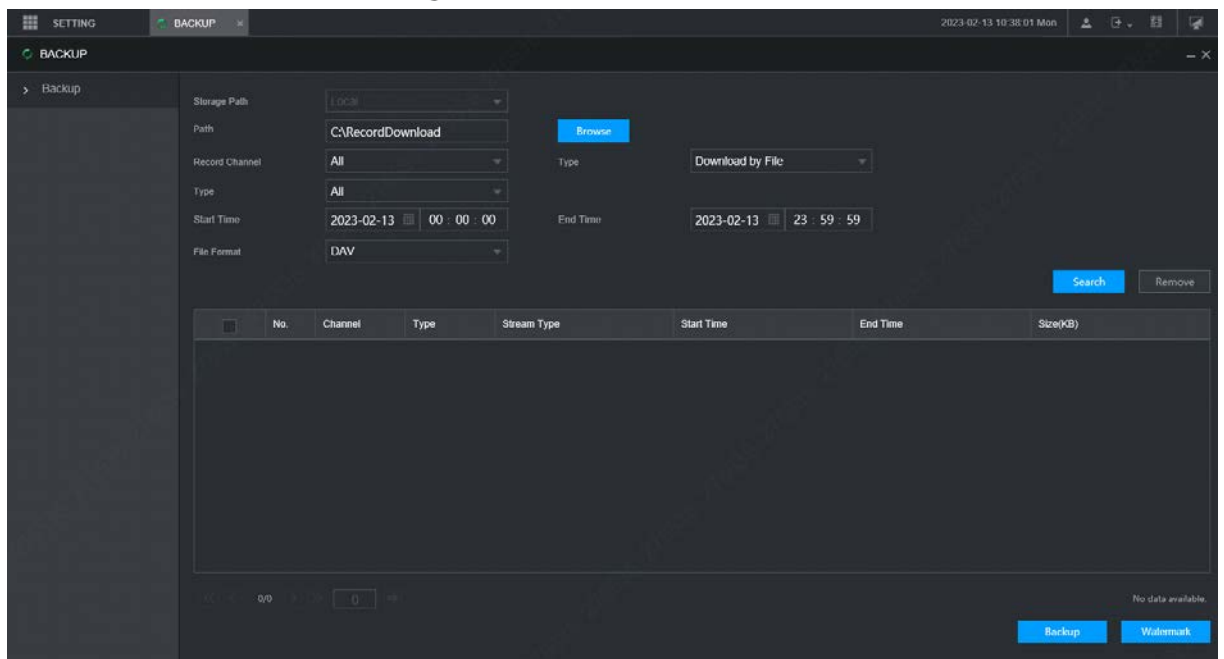 SETTING BACKUP × 2023-02-13 10:38:01 Mon
BACKUP
Backup
Storage Path Local
Path C:\RecordDownload Browse
Record Channel All Type Download by File
Type All
Start Time 2023-02-13 00 : 00 : 00 End Time 2023-02-13 23 : 59 : 59
File Format DAV
Search Remove
No. Channel Type Stream Type Start Time End Time Size(KB)
0/0 0 No data available.
Backup Watermark